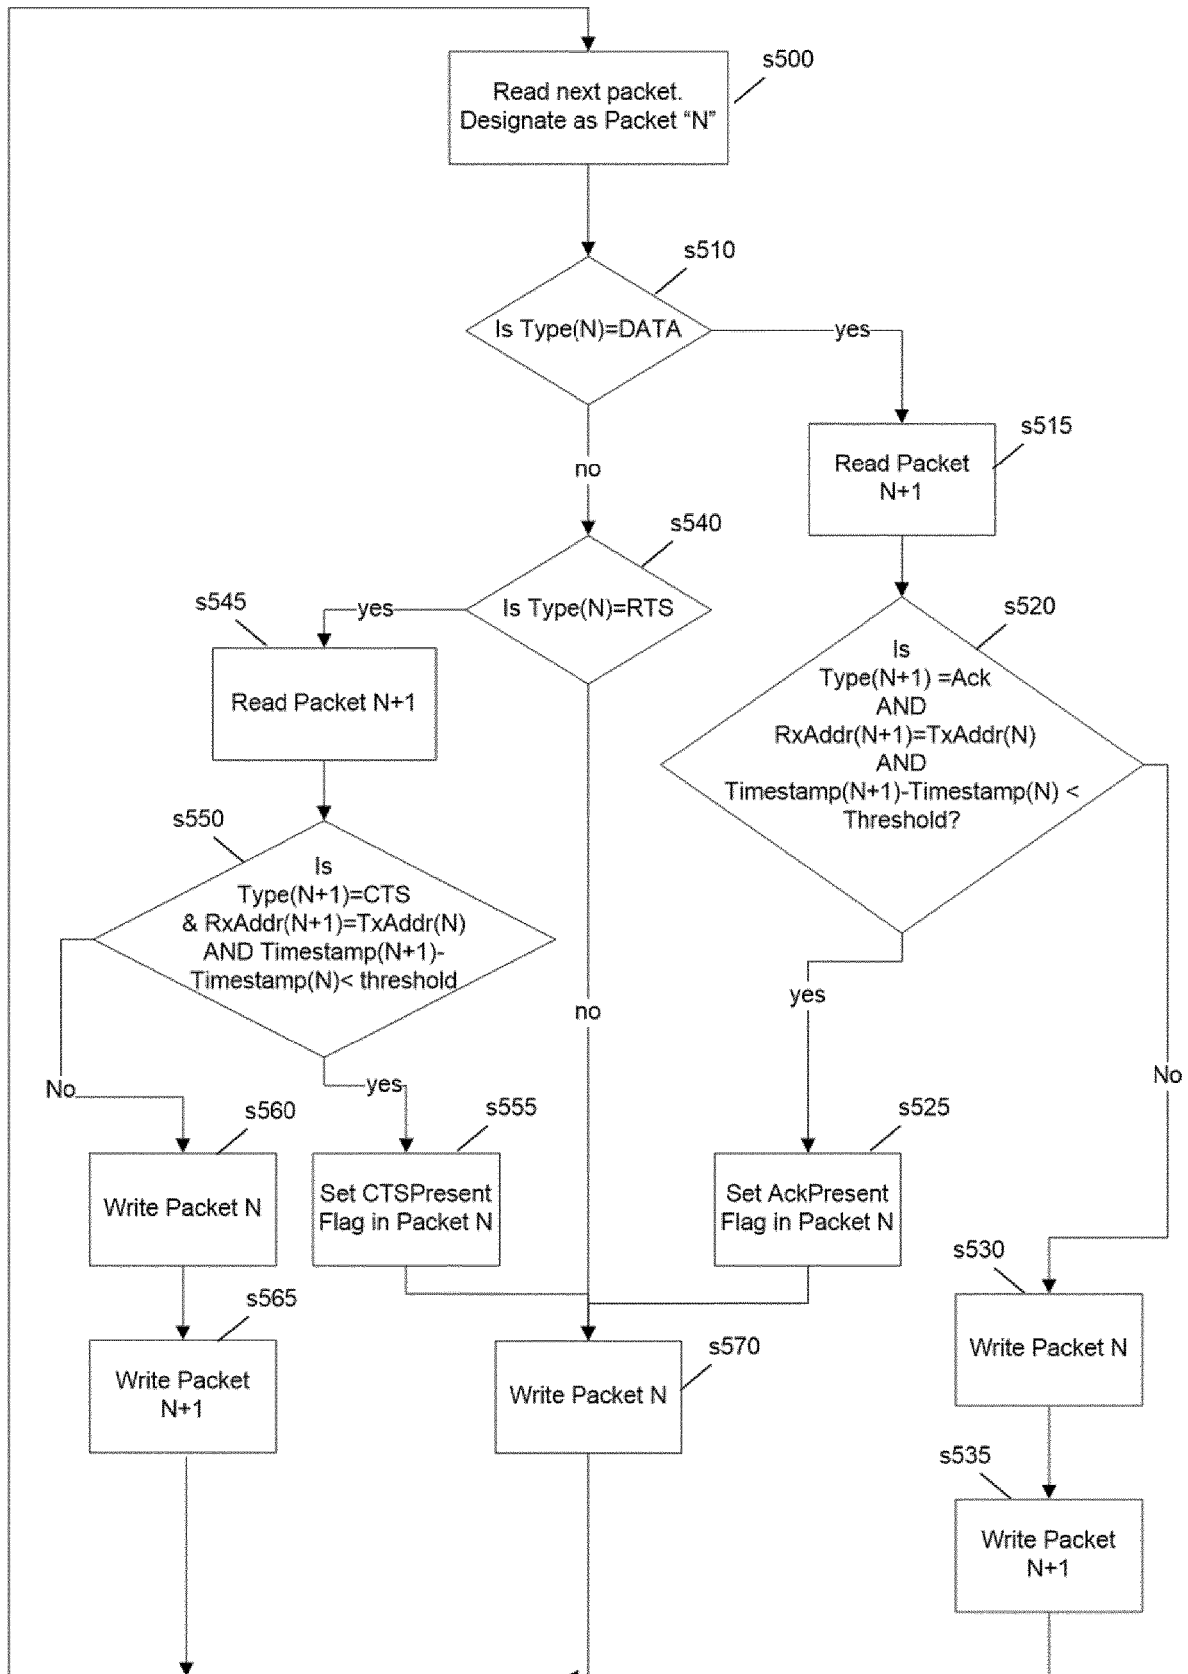 s500
Read next packet.
Designate as Packet “N”
s510
Is Type(N)=DATA
yes
no
s515
Read Packet
N+1
s540
Is Type(N)=RTS
yes
s545
Read Packet N+1
s520
Is
Type(N+1) =Ack
AND
RxAddr(N+1)=TxAddr(N)
AND
Timestamp(N+1)-Timestamp(N) <
Threshold?
s550
Is
Type(N+1)=CTS
& RxAddr(N+1)=TxAddr(N)
AND Timestamp(N+1)-
Timestamp(N)< threshold
no
yes
No
No
yes
s560
Write Packet N
s555
Set CTSPresent
Flag in Packet N
s525
Set AckPresent
Flag in Packet N
s530
Write Packet N
s565
Write Packet
N+1
s570
Write Packet N
s535
Write Packet
N+1